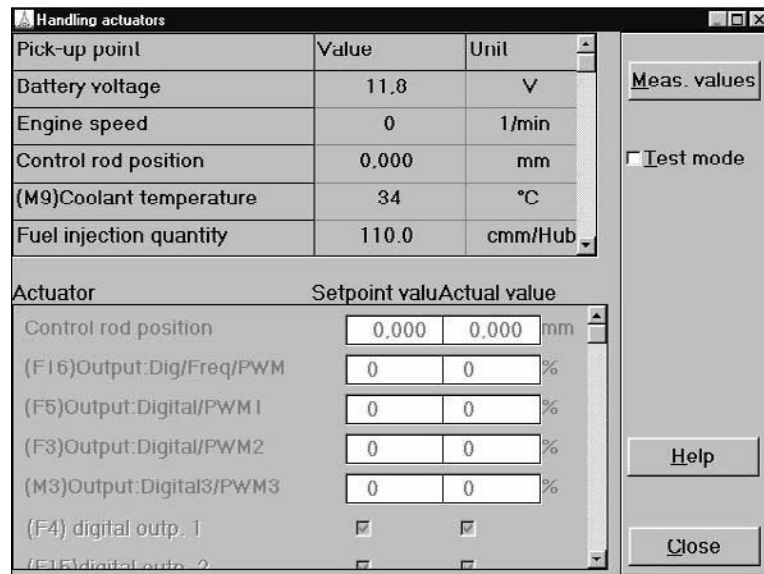 Handling actuators
Pick-up point Value Unit
Battery voltage 11,8 V
Engine speed 0 1/min
Control rod position 0,000 mm
(M9)Coolant temperature 34 °C
Fuel injection quantity 110.0 cmm/Hub
Meas. values
Test mode
Actuator Setpoint valuActual value
Control rod position 0,000 0,000 mm
(F16)Output:Dig/Freq/PWM 0 0 %
(F5)Output:Digital/PWM1 0 0 %
(F3)Output:Digital/PWM2 0 0 %
(M3)Output:Digital3/PWM3 0 0 %
(F4) digital outp. 1
(F15)digital outp. 2
Help
Close